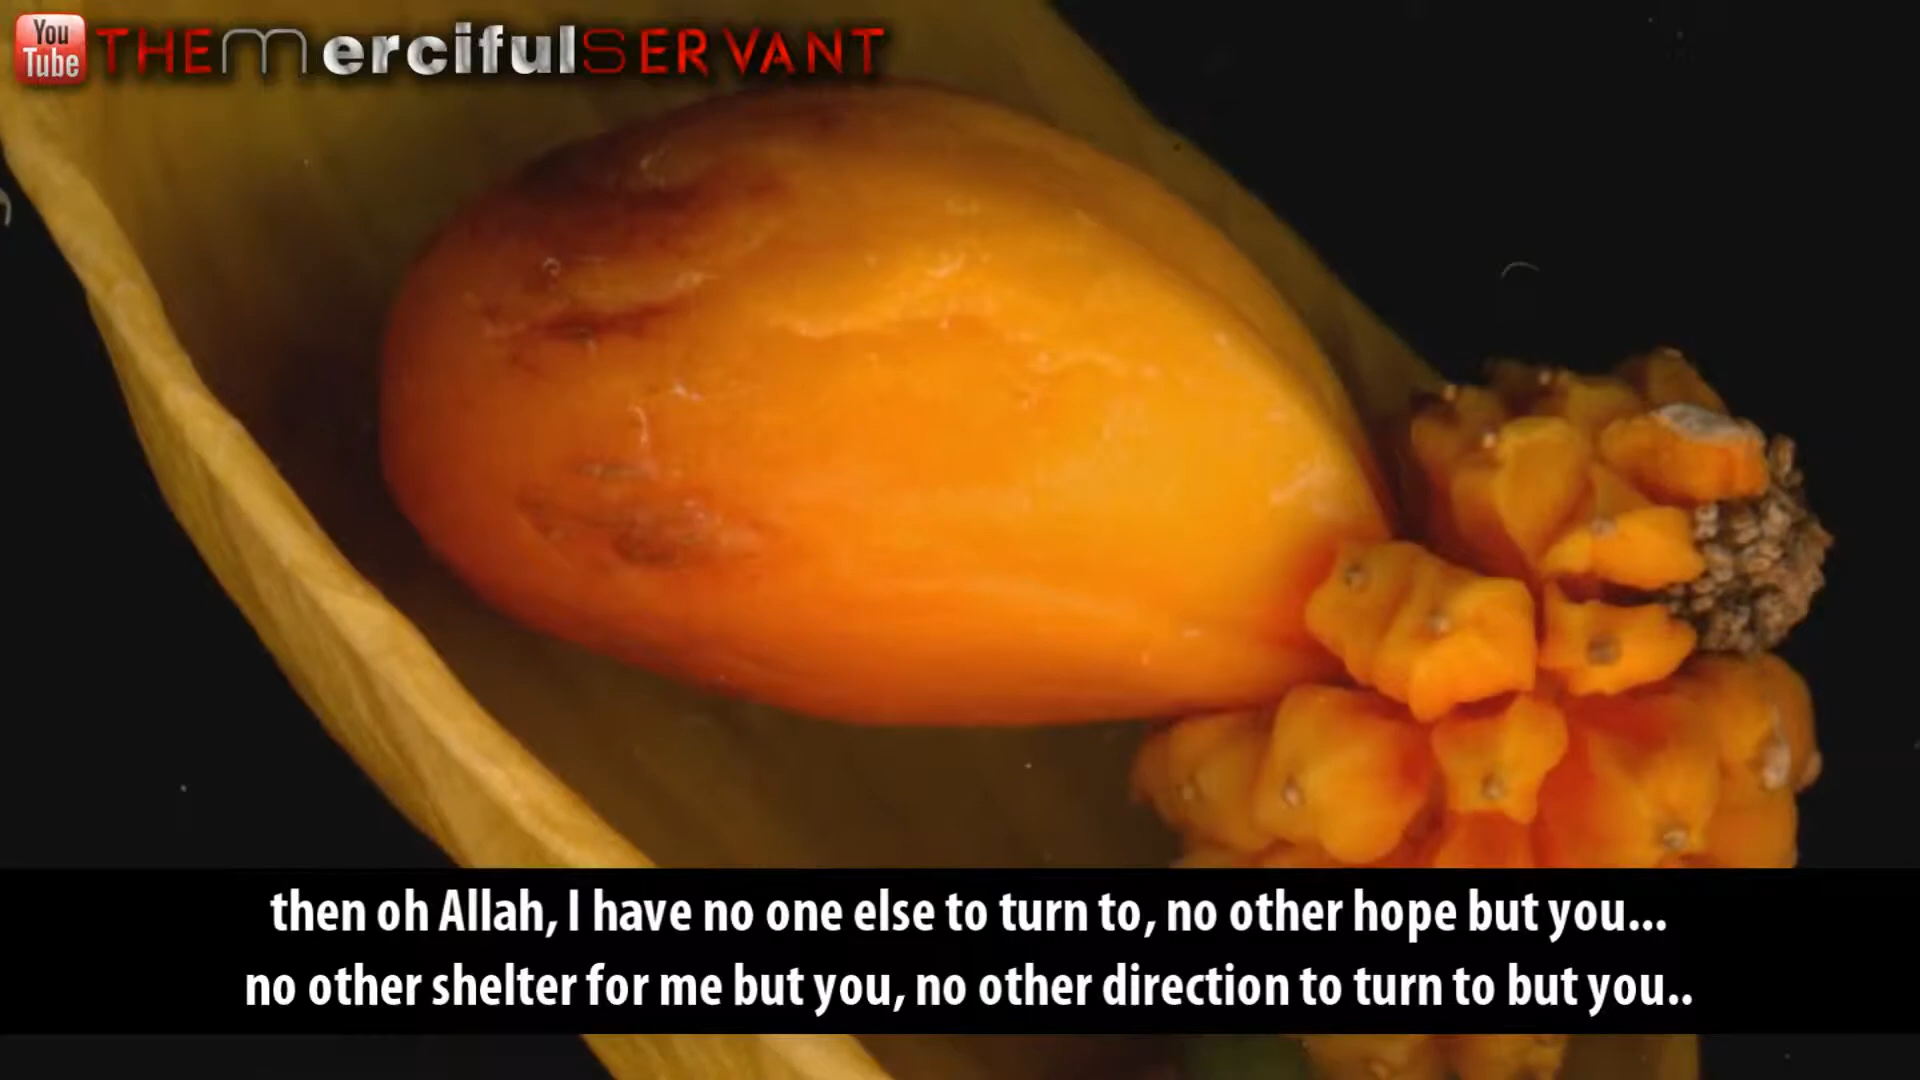 You
Tube
THEmercifulSERVANT
then oh Allah, I have no one else to turn to, no other hope but you...
no other shelter for me but you, no other direction to turn to but you..